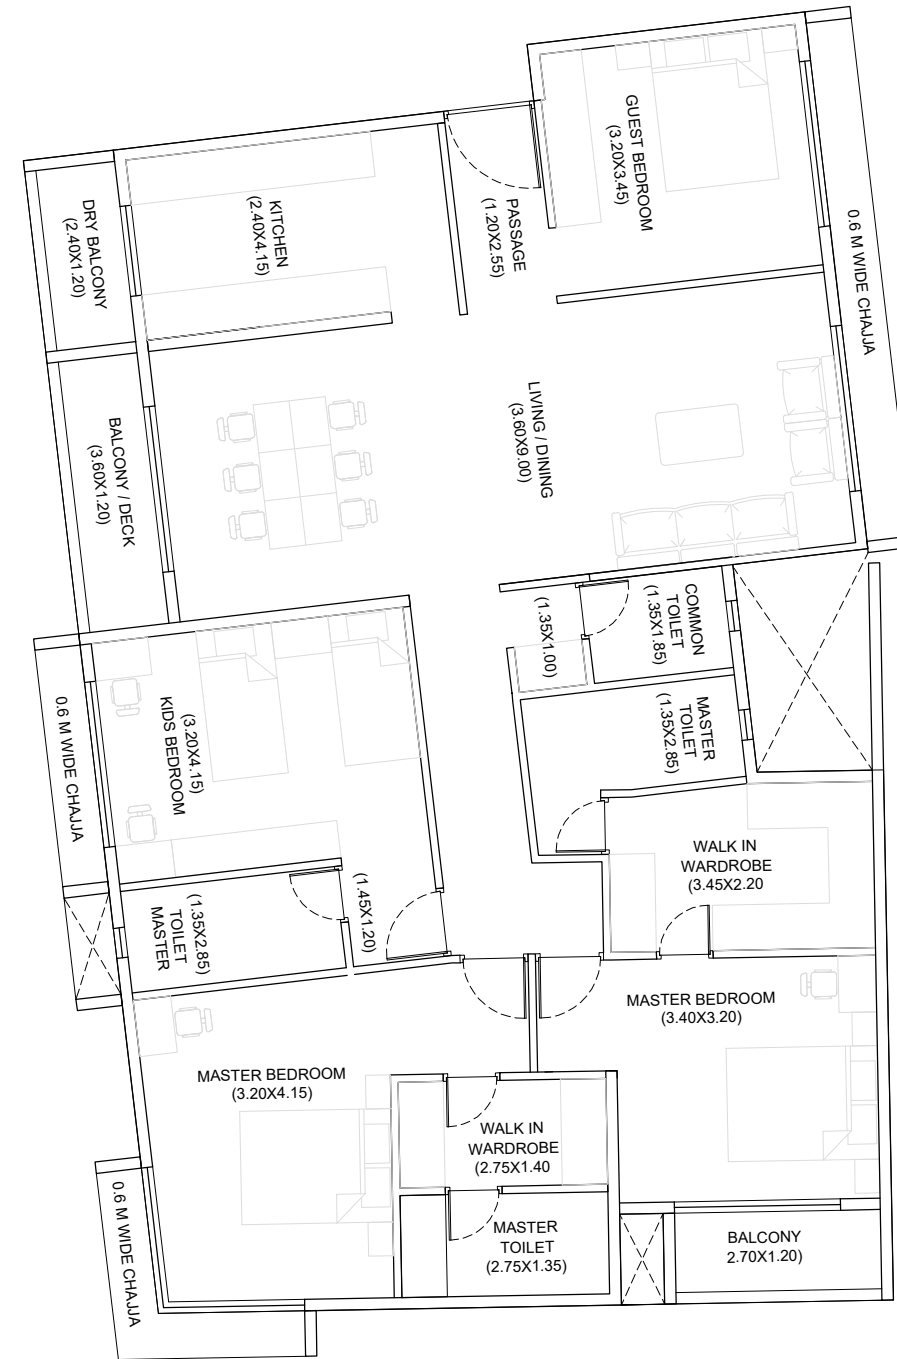 GUEST BEDROOM
(3.20X3.45)
PASSAGE
(1.20X2.55)
KITCHEN
(2.40X4.15)
DRY BALCONY
(2.40X1.20)
0.6 M WIDE CHAJJA
LIVING / DINING
(3.60X9.00)
BALCONY / DECK
(3.60X1.20)
COMMON
TOILET
(1.35X1.85)
(1.35X1.00)
MASTER
TOILET
(1.35X2.85)
(3.20X4.15)
KIDS BEDROOM
0.6 M WIDE CHAJJA
WALK IN
WARDROBE
(3.45X2.20
(1.45X1.20)
(1.35X2.85)
TOILET
MASTER
MASTER BEDROOM
(3.40X3.20)
MASTER BEDROOM
(3.20X4.15)
WALK IN
WARDROBE
(2.75X1.40
MASTER
TOILET
(2.75X1.35)
BALCONY
2.70X1.20)
0.6 M WIDE CHAJJA